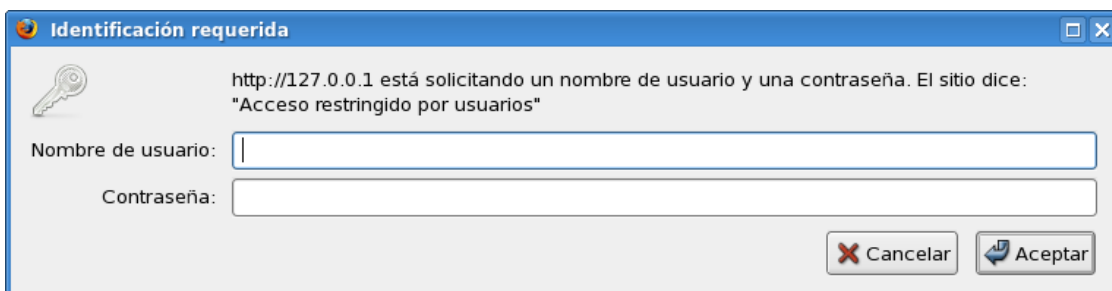 Identificación requerida
http://127.0.0.1 está solicitando un nombre de usuario y una contraseña. El sitio dice:
"Acceso restringido por usuarios"
Nombre de usuario:
Contraseña:
Cancelar Aceptar